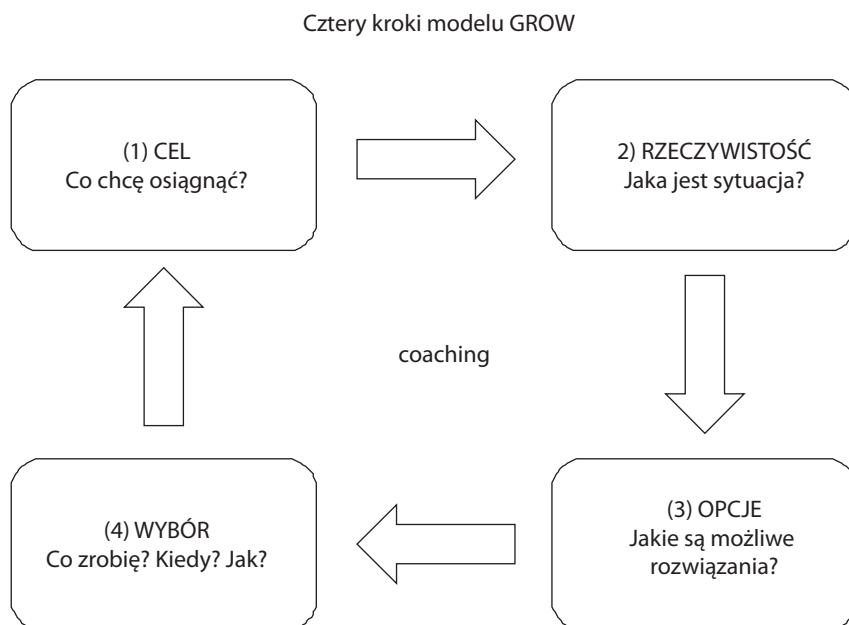 Cztery kroki modelu GROW
(1) CEL
Co chcę osiągnąć?
2) RZECZYWISTOŚĆ
Jaka jest sytuacja?
coaching
(4) WYBÓR
Co zrobię? Kiedy? Jak?
(3) OPCJE
Jakie są możliwe
rozwiązania?